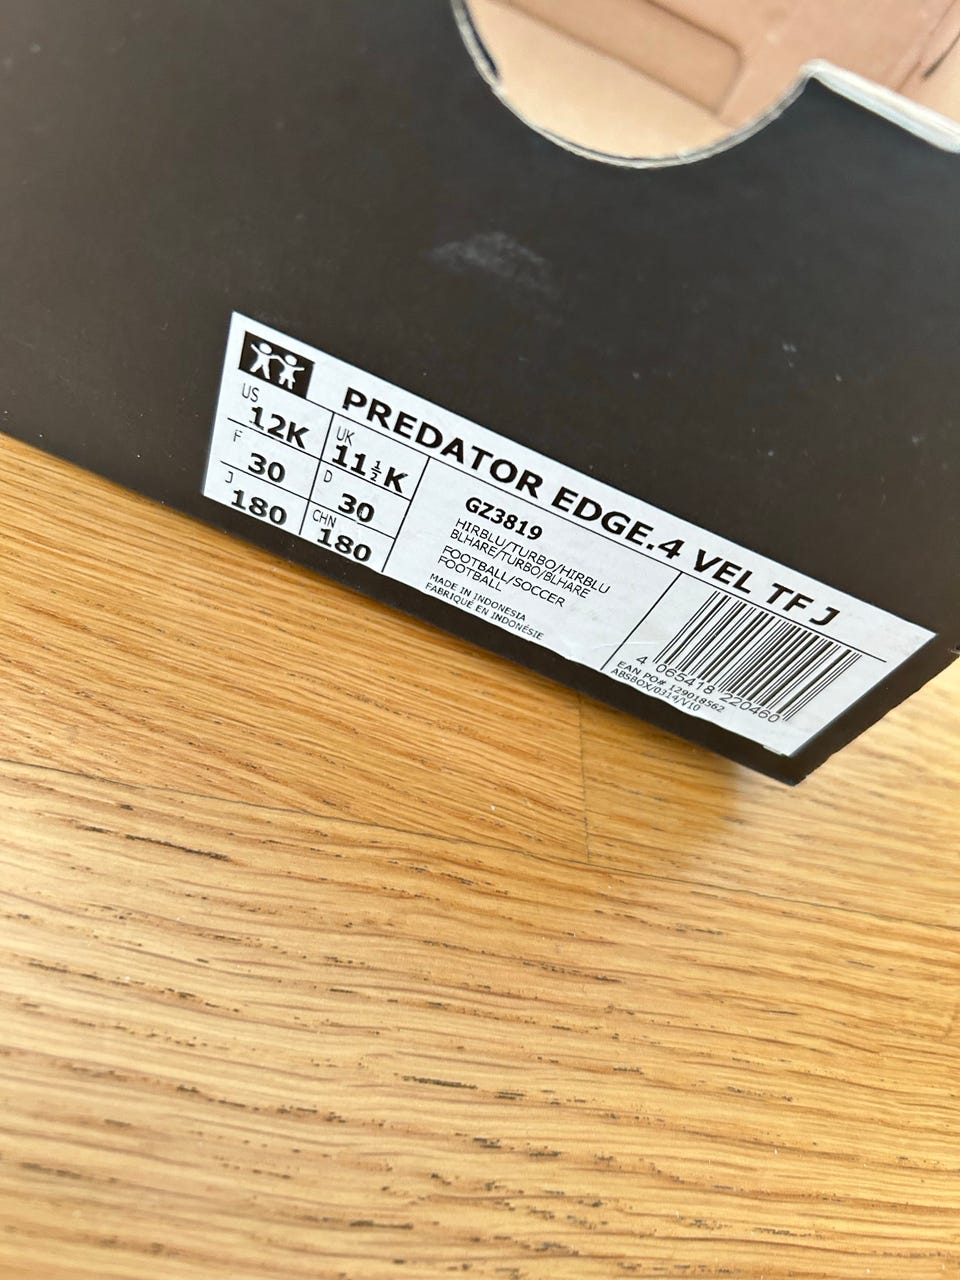 PREDATOR EDGE.4 VEL TF J
US 12K
UK 11½K
F 30
D 30
J 180
CHN 180
GZ3819
HIRBLU/TURBO/HIRBLU
BLHARE/TURBO/BLHARE
FOOTBALL/SOCCER
FOOTBALL
MADE IN INDONESIA
FABRIQUÉ EN INDONÉSIE
4 065418 220460
EAN PO# 129018562
ABSBOX/0314/V10